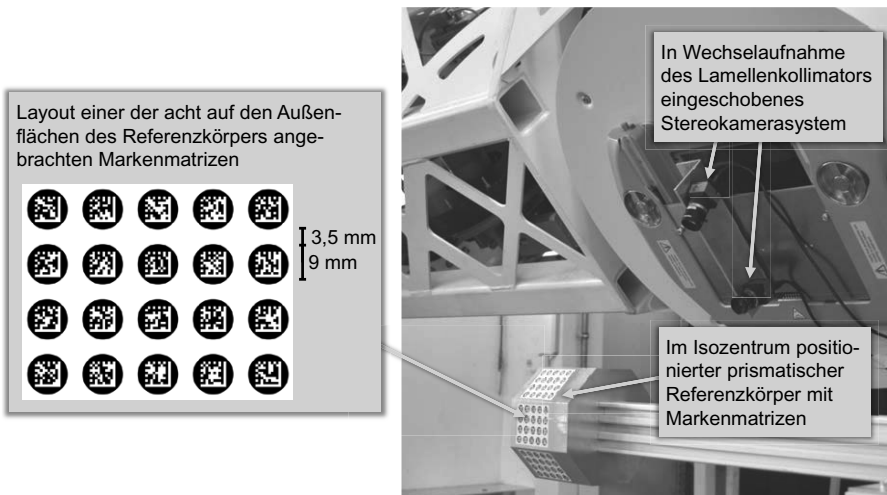 Layout einer der acht auf den Außen-
flächen des Referenzkörpers ange-
brachten Markenmatrizen
3,5 mm
9 mm
In Wechselaufnahme
des Lamellenkollimators
eingeschobenes
Stereokamerasystem
Im Isozentrum positio-
nierter prismatischer
Referenzkörper mit
Markenmatrizen